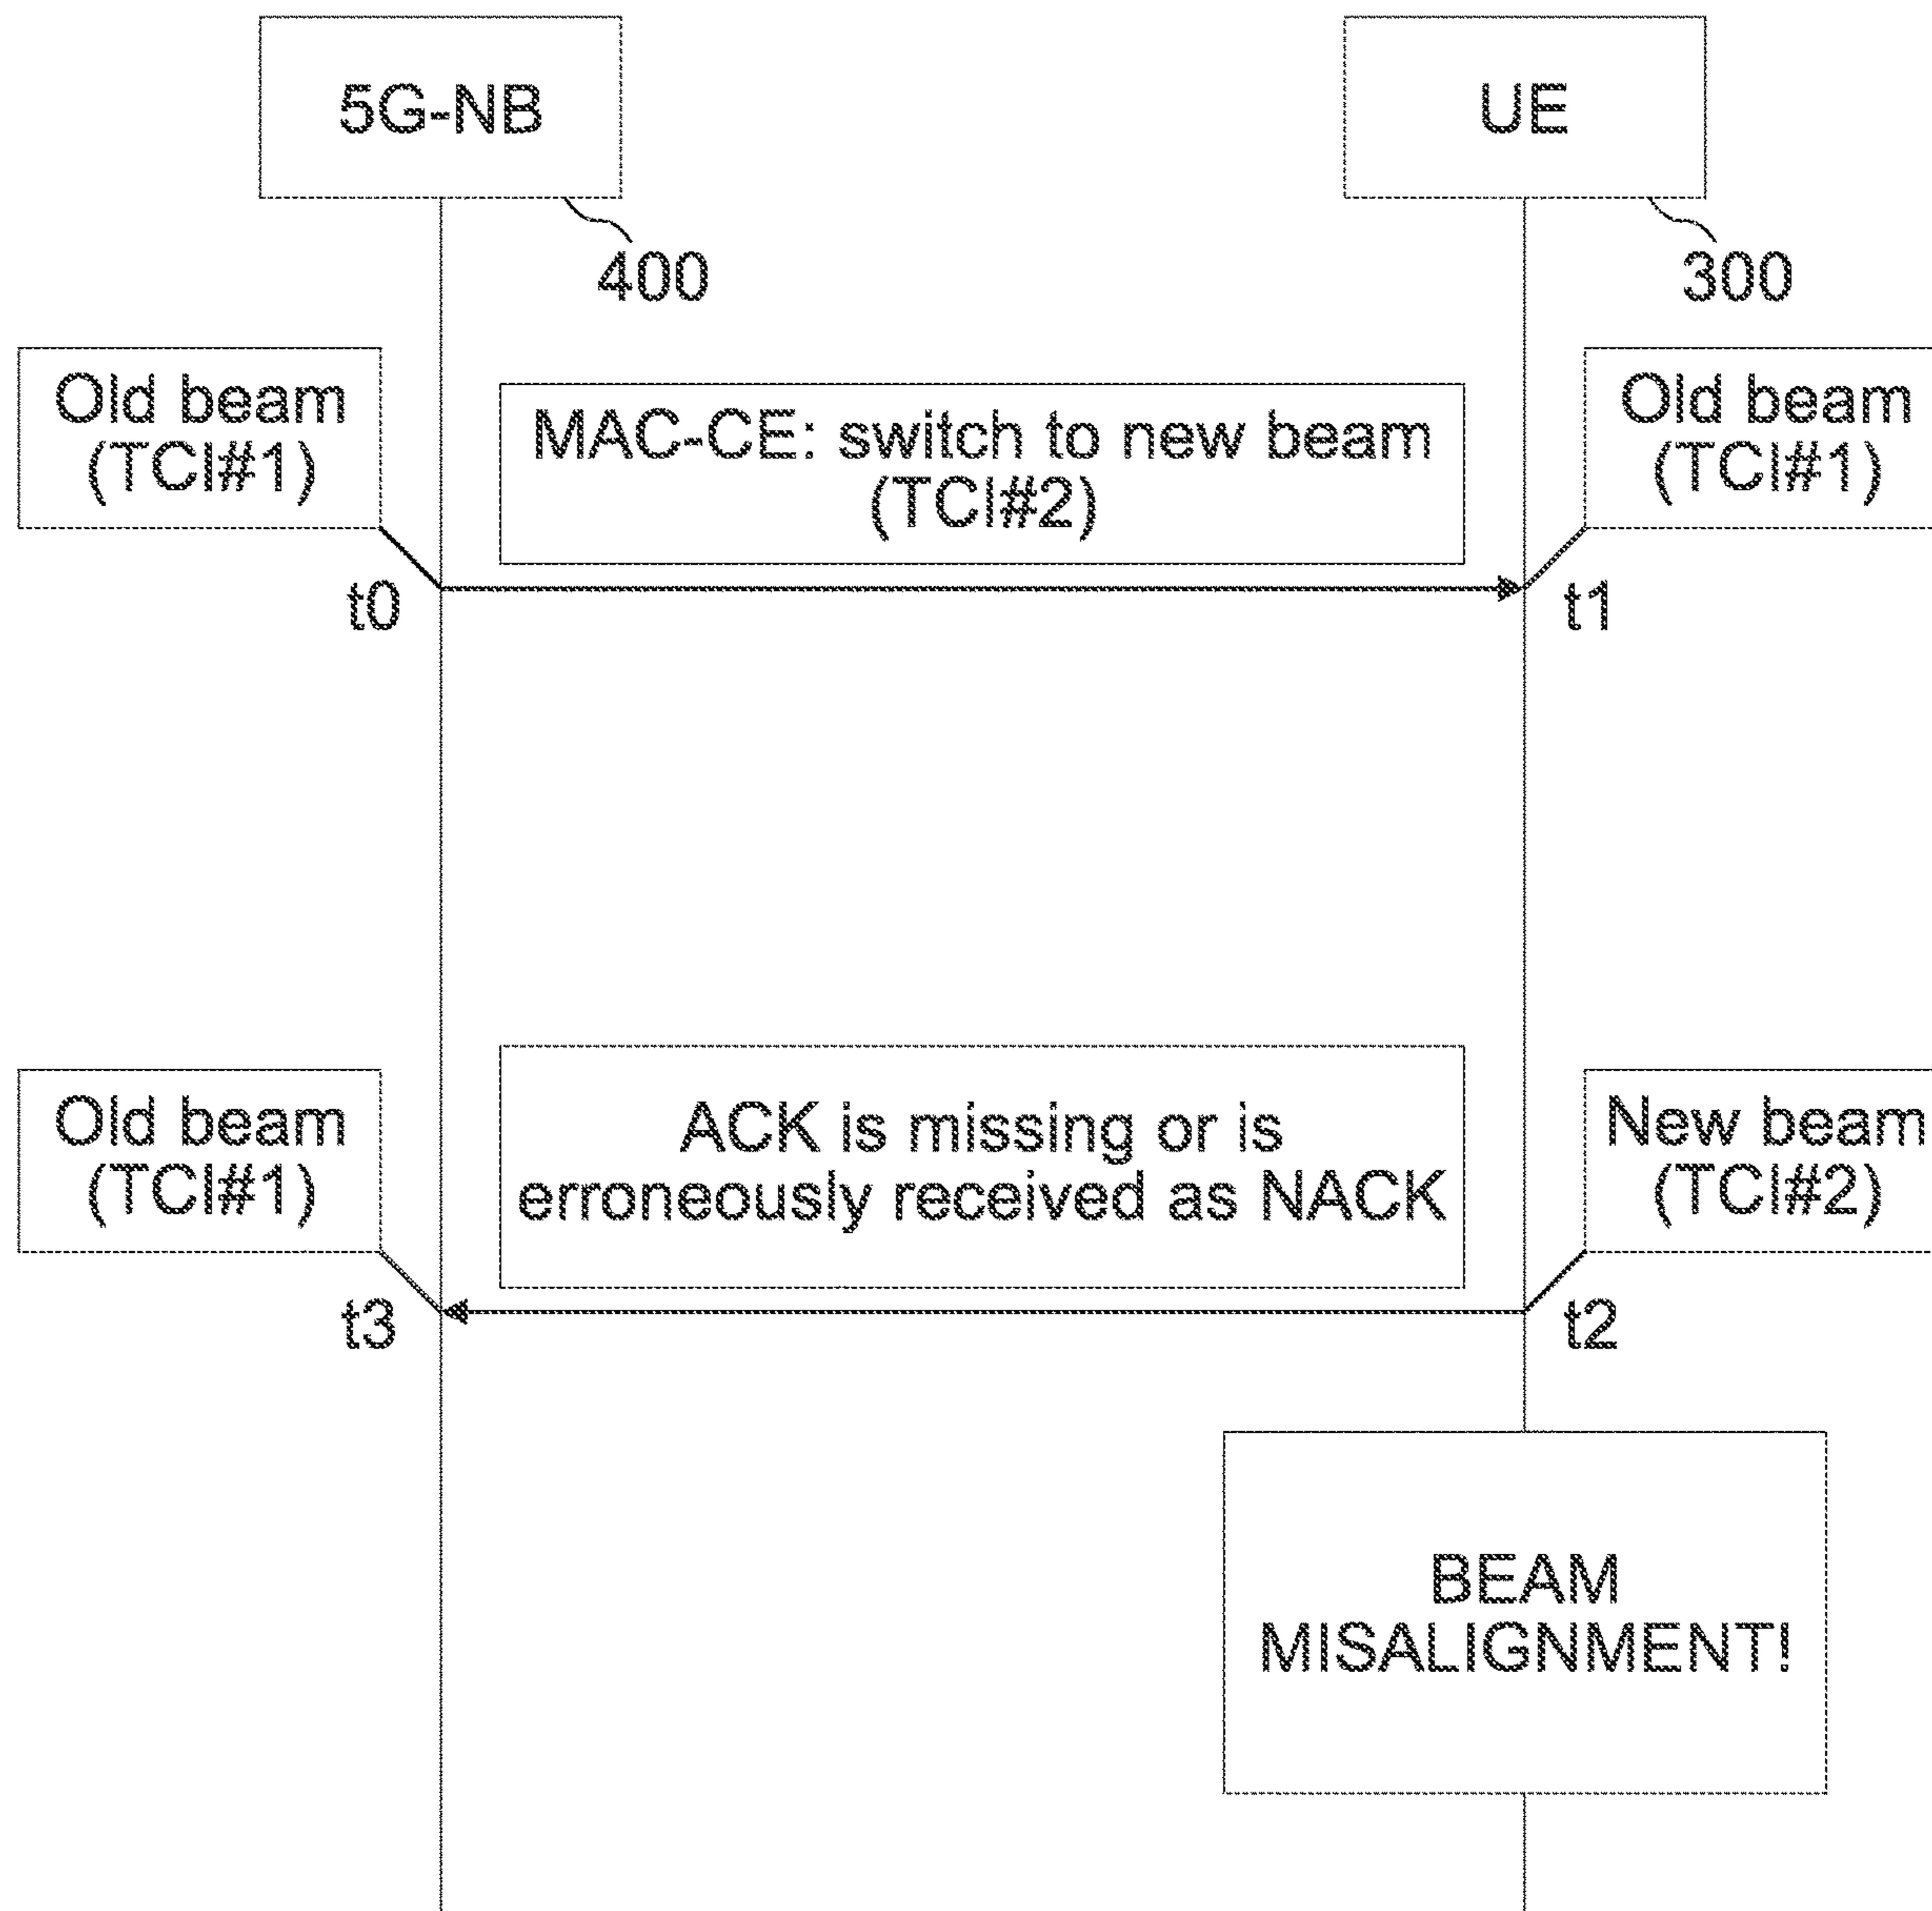 5G-NB
UE
400
300
Old beam
(TCI#1)
MAC-CE: switch to new beam
(TCI#2)
Old beam
(TCI#1)
t0
t1
Old beam
(TCI#1)
ACK is missing or is
erroneously received as NACK
New beam
(TCI#2)
t3
t2
BEAM
MISALIGNMENT!